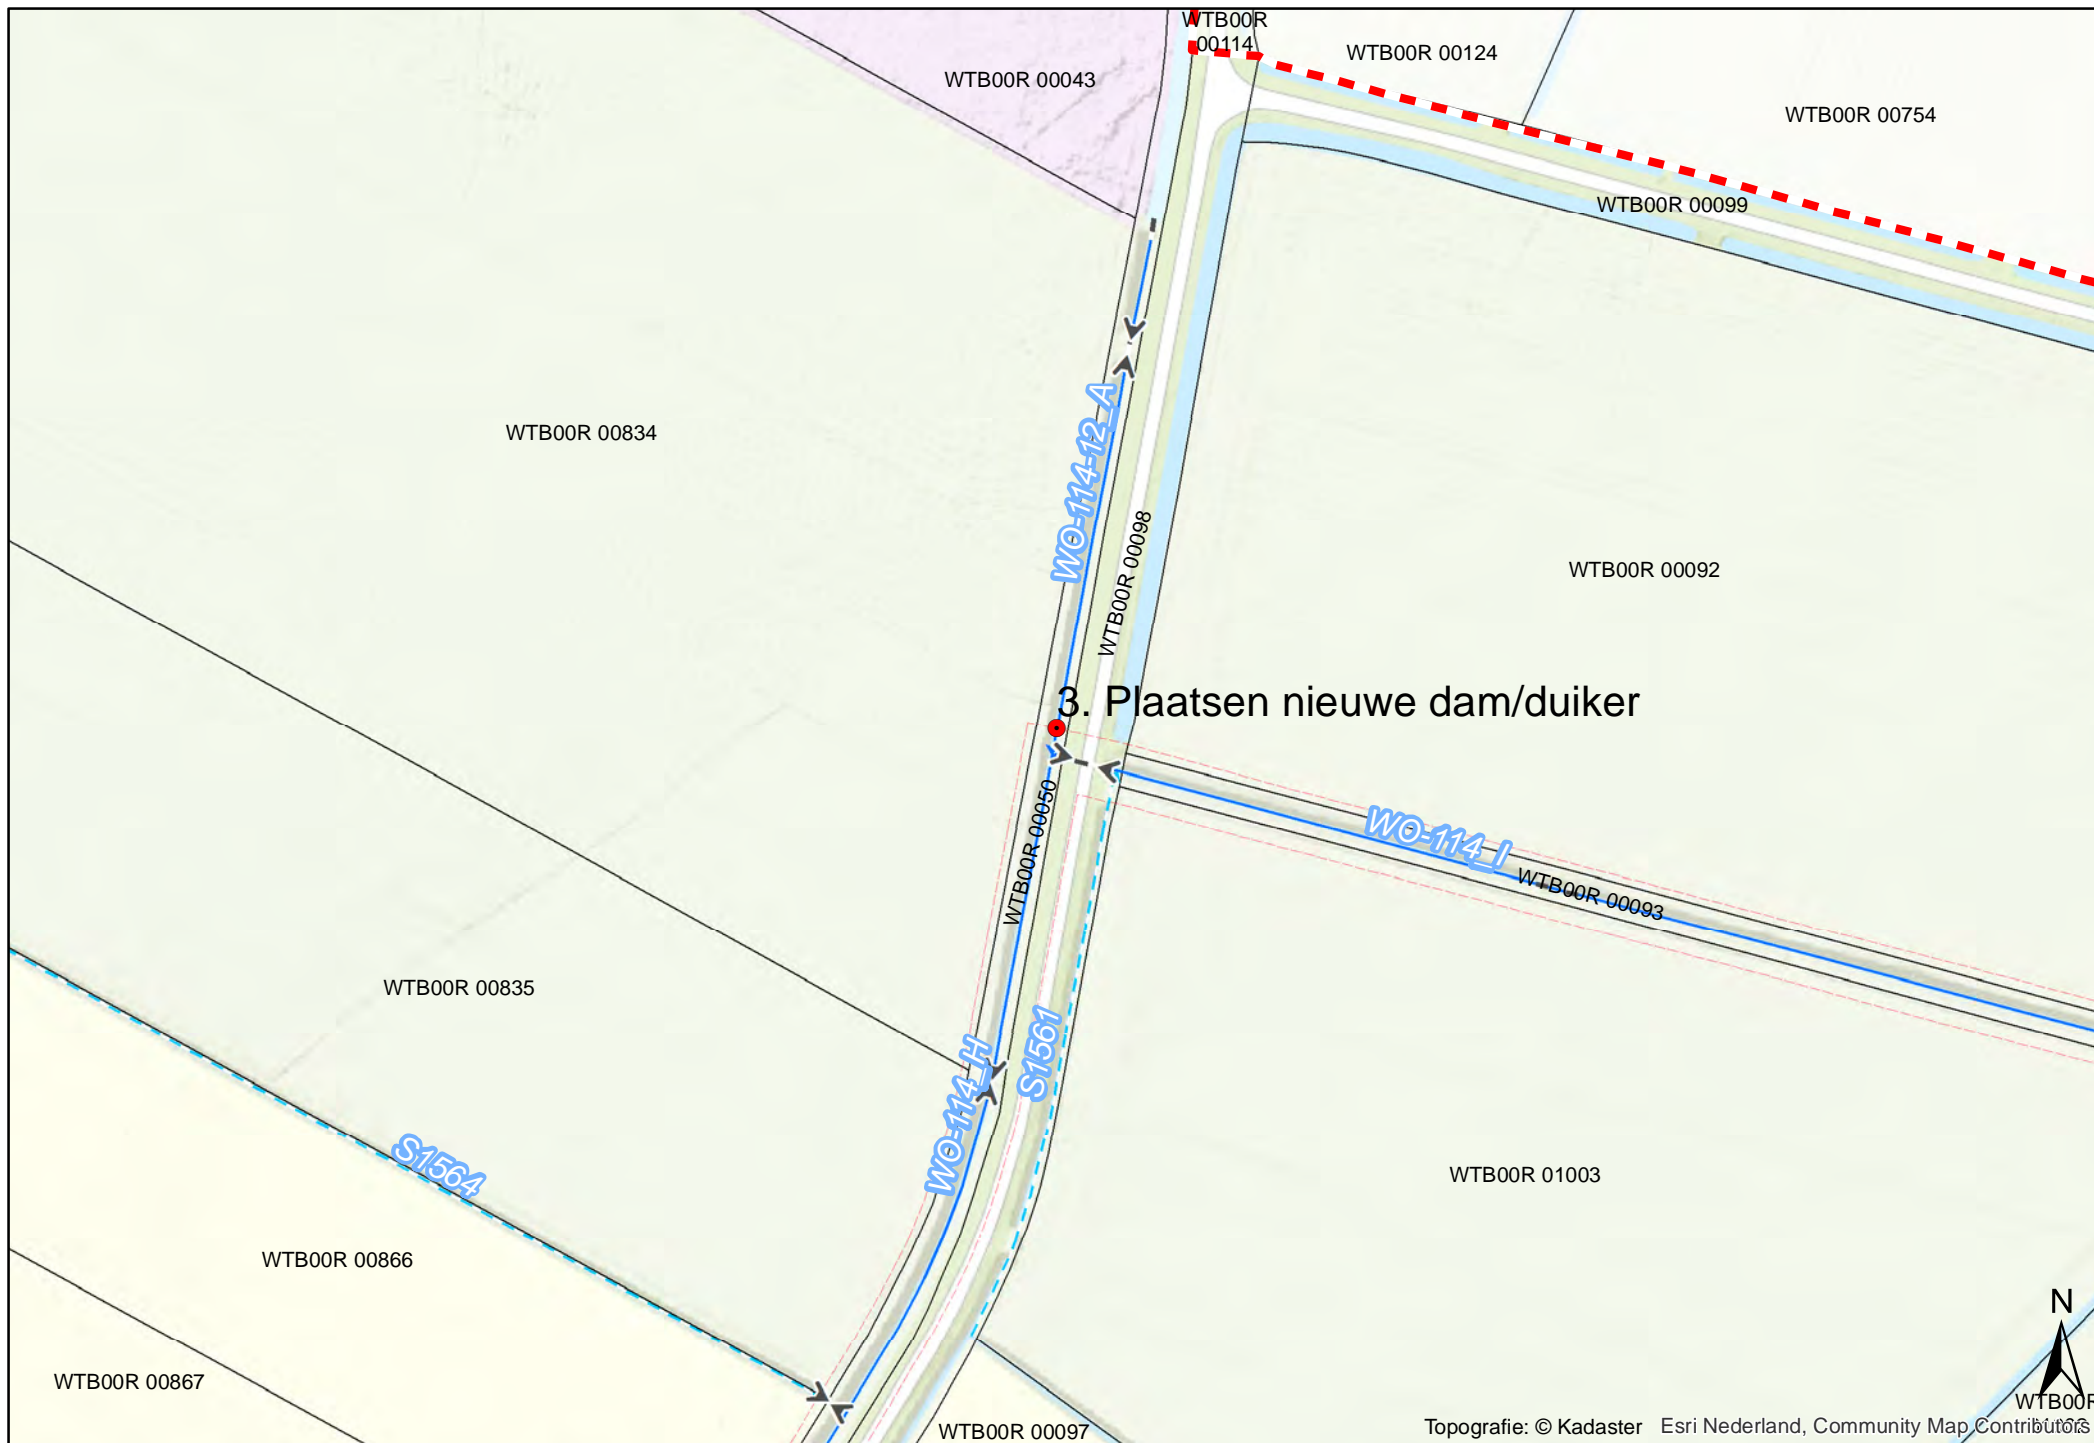 WTB00R
00114
WTB00R 00124
WTB00R 00043
WTB00R 00754
WTB00R 00099
WO-114-12_A
WTB00R 00834
WTB00R 00098
WTB00R 00092
3. Plaatsen nieuwe dam/duiker
WTB00R 00050
WO-114_I
WTB00R 00093
WTB00R 00835
S1561
WO-114_H
S1564
WTB00R 01003
WTB00R 00866
N
WTB00R 00867
WTB00R
WTB00R 00097
Topografie: © Kadaster
Esri Nederland, Community Map Contributors